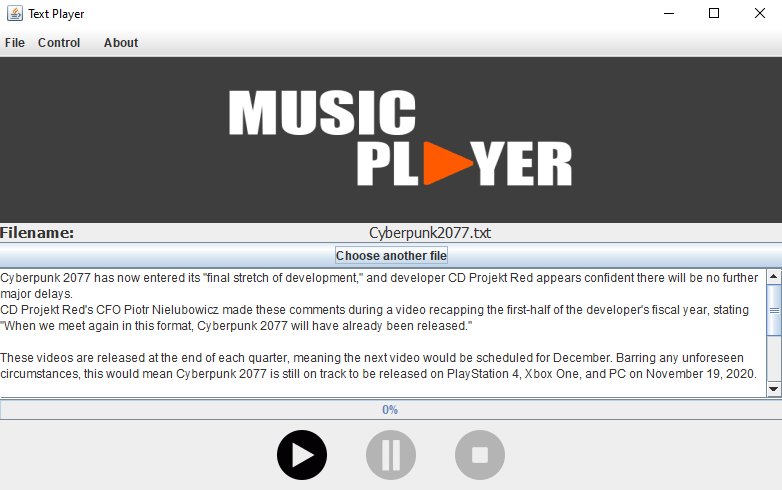 Text Player
File Control About
MUSIC
PL YER
Filename: Cyberpunk2077.txt
Choose another file
Cyberpunk 2077 has now entered its "final stretch of development," and developer CD Projekt Red appears confident there will be no further
major delays.
CD Projekt Red's CFO Piotr Nielubowicz made these comments during a video recapping the first-half of the developer's fiscal year, stating
"When we meet again in this format, Cyberpunk 2077 will have already been released."
These videos are released at the end of each quarter, meaning the next video would be scheduled for December. Barring any unforeseen
circumstances, this would mean Cyberpunk 2077 is still on track to be released on PlayStation 4, Xbox One, and PC on November 19, 2020.
0%